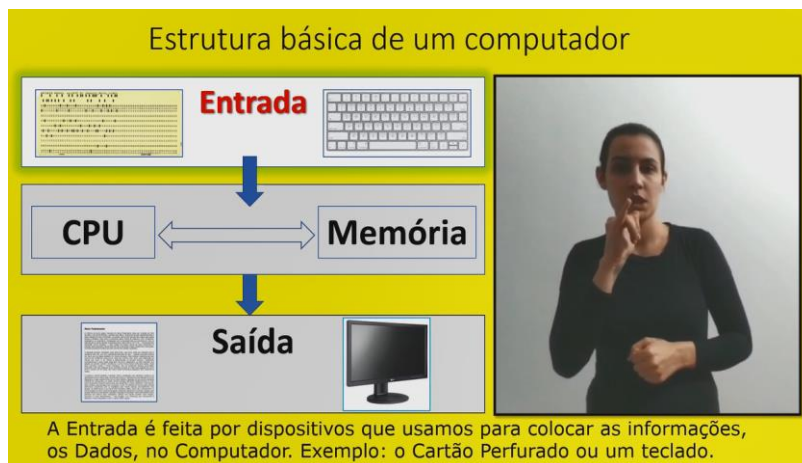 Estrutura básica de um computador
Entrada
CPU
Memória
Saída
A Entrada é feita por dispositivos que usamos para colocar as informações,
os Dados, no Computador. Exemplo: o Cartão Perfurado ou um teclado.